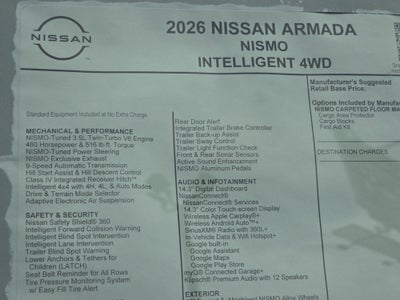 NISSAN
2026 NISSAN ARMADA
NISMO
INTELLIGENT 4WD
Standard Equipment Included at No Extra Charge
MECHANICAL & PERFORMANCE
NISMO-Tuned 3.5L Twin-Turbo V6 Engine
460 Horsepower & 516 lb-ft. Torque
NISMO-Tuned Power Steering
NISMO Exclusive Exhaust
9-Speed Automatic Transmission
Hill Start Assist & Hill Descent Control
Class IV Integrated Receiver Hitch
Intelligent 4x4 with 4H, 4L, & Auto Modes
Drive & Terrain Mode Selector
Adaptive Electronic Air Suspension
SAFETY & SECURITY
Nissan Safety Shield® 360
Intelligent Forward Collision Warning
Intelligent Blind Spot Intervention
Intelligent Lane Intervention
Trailer Blind Spot Warning
Lower Anchors & Tethers for
Children (LATCH)
Seat Belt Reminder for All Rows
Tire Pressure Monitoring System
w/ Easy Fill Tire Alert
Rear Door Alert
Integrated Trailer Brake Controller
Trailer Back-up Assist
Trailer Sway Control
Trailer Light Function Check
Front & Rear Sonar Sensors
Active Sound Enhancement
NISMO Aluminum Pedals
AUDIO & INFOTAINMENT
14.3" Digital Dashboard
NissanConnect®
NissanConnect® Services
14.3" Color Touch-screen Display
Wireless Apple Carplay®
Wireless Android Auto™
SiriusXM® Radio with 360L
In-Vehicle Data & Wifi Hotspot
Google built-in
Google Assistant
Google Maps
Google Play Store
myQ® Connected Garage
Klipsch® Premium Audio with 12 Speakers
EXTERIOR
Machined NISMO Alloy Wheels
Manufacturer's Suggested
Retail Base Price:
Options Included by Manu
NISMO CARPETED FLOOR MA
Cargo Area Protector
Cargo Blocks
First Aid Kit
DESTINATION CHARGES